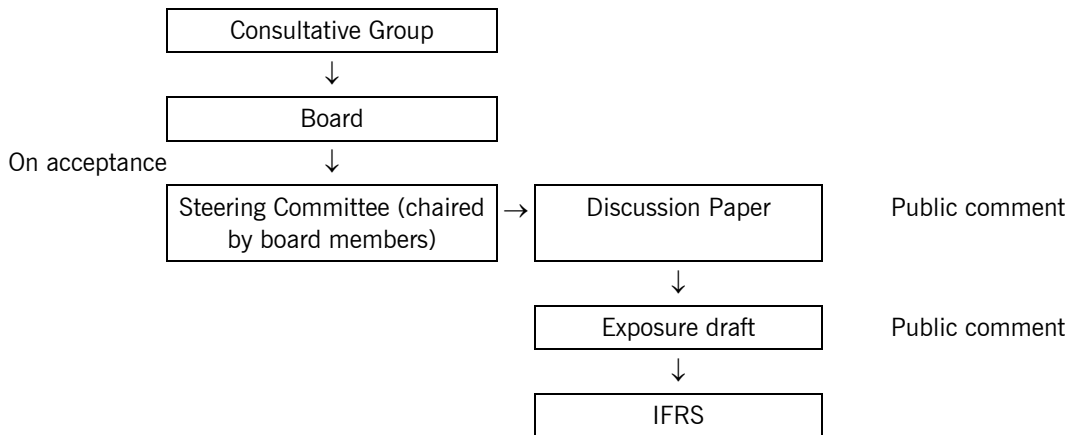 Consultative Group
↓
Board
On acceptance
↓
Steering Committee (chaired
by board members)
→
Discussion Paper
Public comment
↓
Exposure draft
Public comment
↓
IFRS